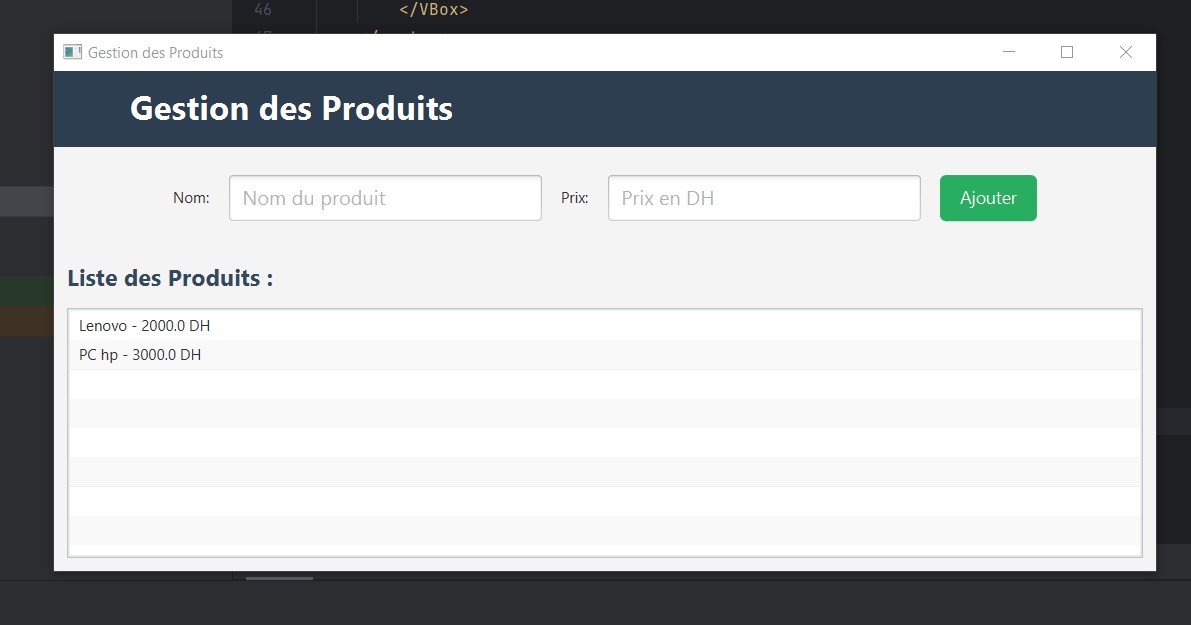 46 </VBox>
Gestion des Produits
Gestion des Produits
Nom: Nom du produit Prix: Prix en DH Ajouter
Liste des Produits :
Lenovo - 2000.0 DH
PC hp - 3000.0 DH